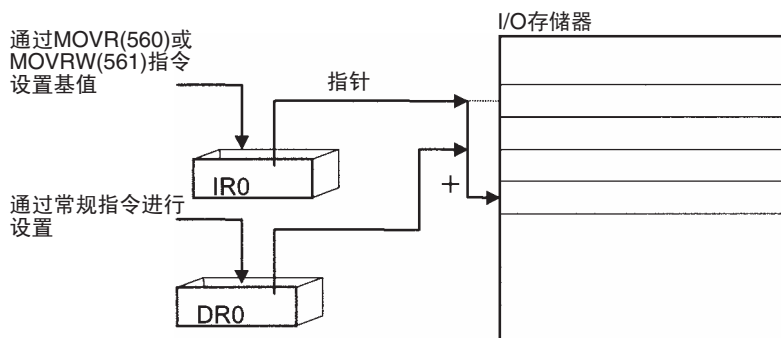 I/O存储器
通过MOVR(560)或
MOVRW(561)指令
设置基值
指针
IR0
+
通过常规指令进行
设置
DR0